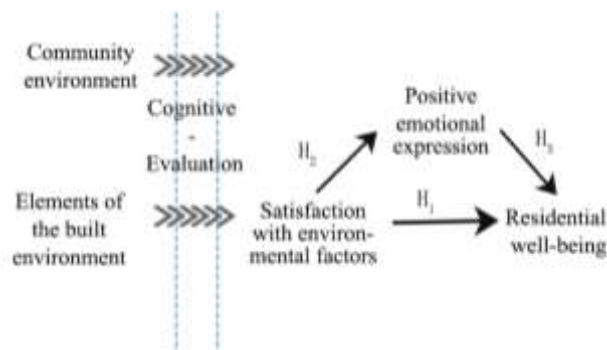 Community
environment
Cognitive
-
Evaluation
Elements of
the built
environment
Positive
emotional
expression
H2
H3
Satisfaction
with environ-
mental factors
H1
Residential
well-being